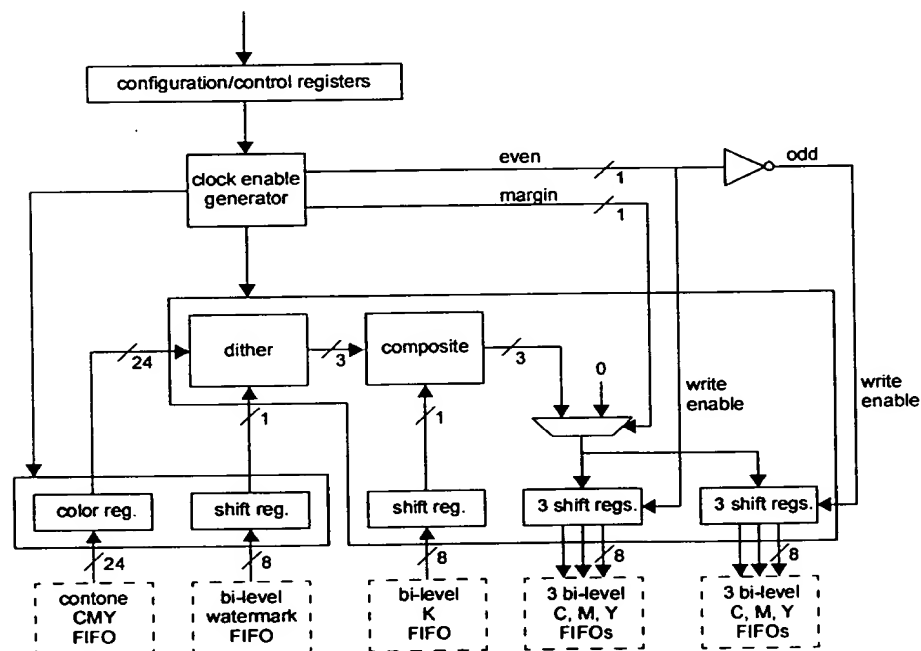 configuration/control registers
clock enable
generator
even
1
odd
margin
1
dither
composite
24
3
3
0
1
1
write
enable
write
enable
color reg.
shift reg.
shift reg.
3 shift regs.
3 shift regs.
24
8
8
8
8
contone
CMY
FIFO
bi-level
watermark
FIFO
bi-level
K
FIFO
3 bi-level
C, M, Y
FIFOs
3 bi-level
C, M, Y
FIFOs